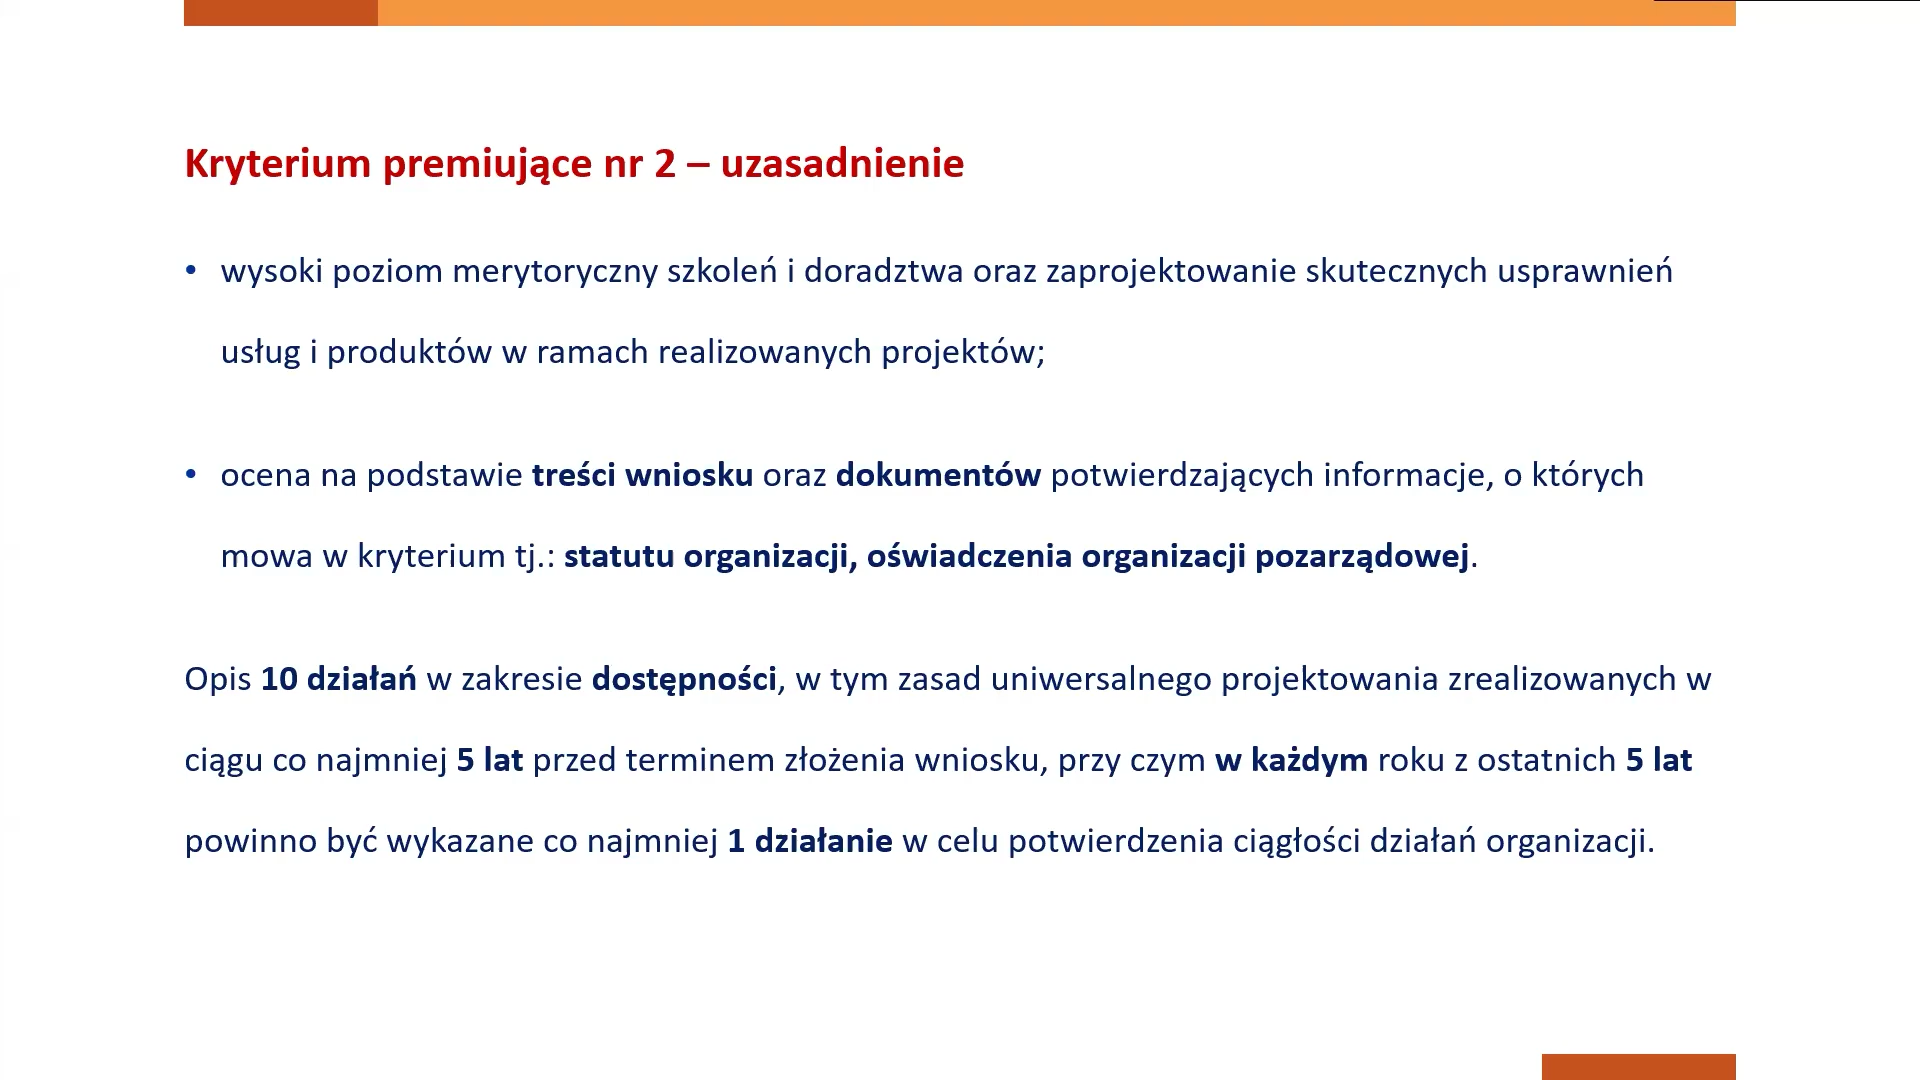 Kryterium premiujące nr 2 – uzasadnienie
• wysoki poziom merytoryczny szkoleń i doradztwa oraz zaprojektowanie skutecznych usprawnień
usług i produktów w ramach realizowanych projektów;
• ocena na podstawie treści wniosku oraz dokumentów potwierdzających informacje, o których
mowa w kryterium tj.: statutu organizacji, oświadczenia organizacji pozarządowej.
Opis 10 działań w zakresie dostępności, w tym zasad uniwersalnego projektowania zrealizowanych w
ciągu co najmniej 5 lat przed terminem złożenia wniosku, przy czym w każdym roku z ostatnich 5 lat
powinno być wykazane co najmniej 1 działanie w celu potwierdzenia ciągłości działań organizacji.